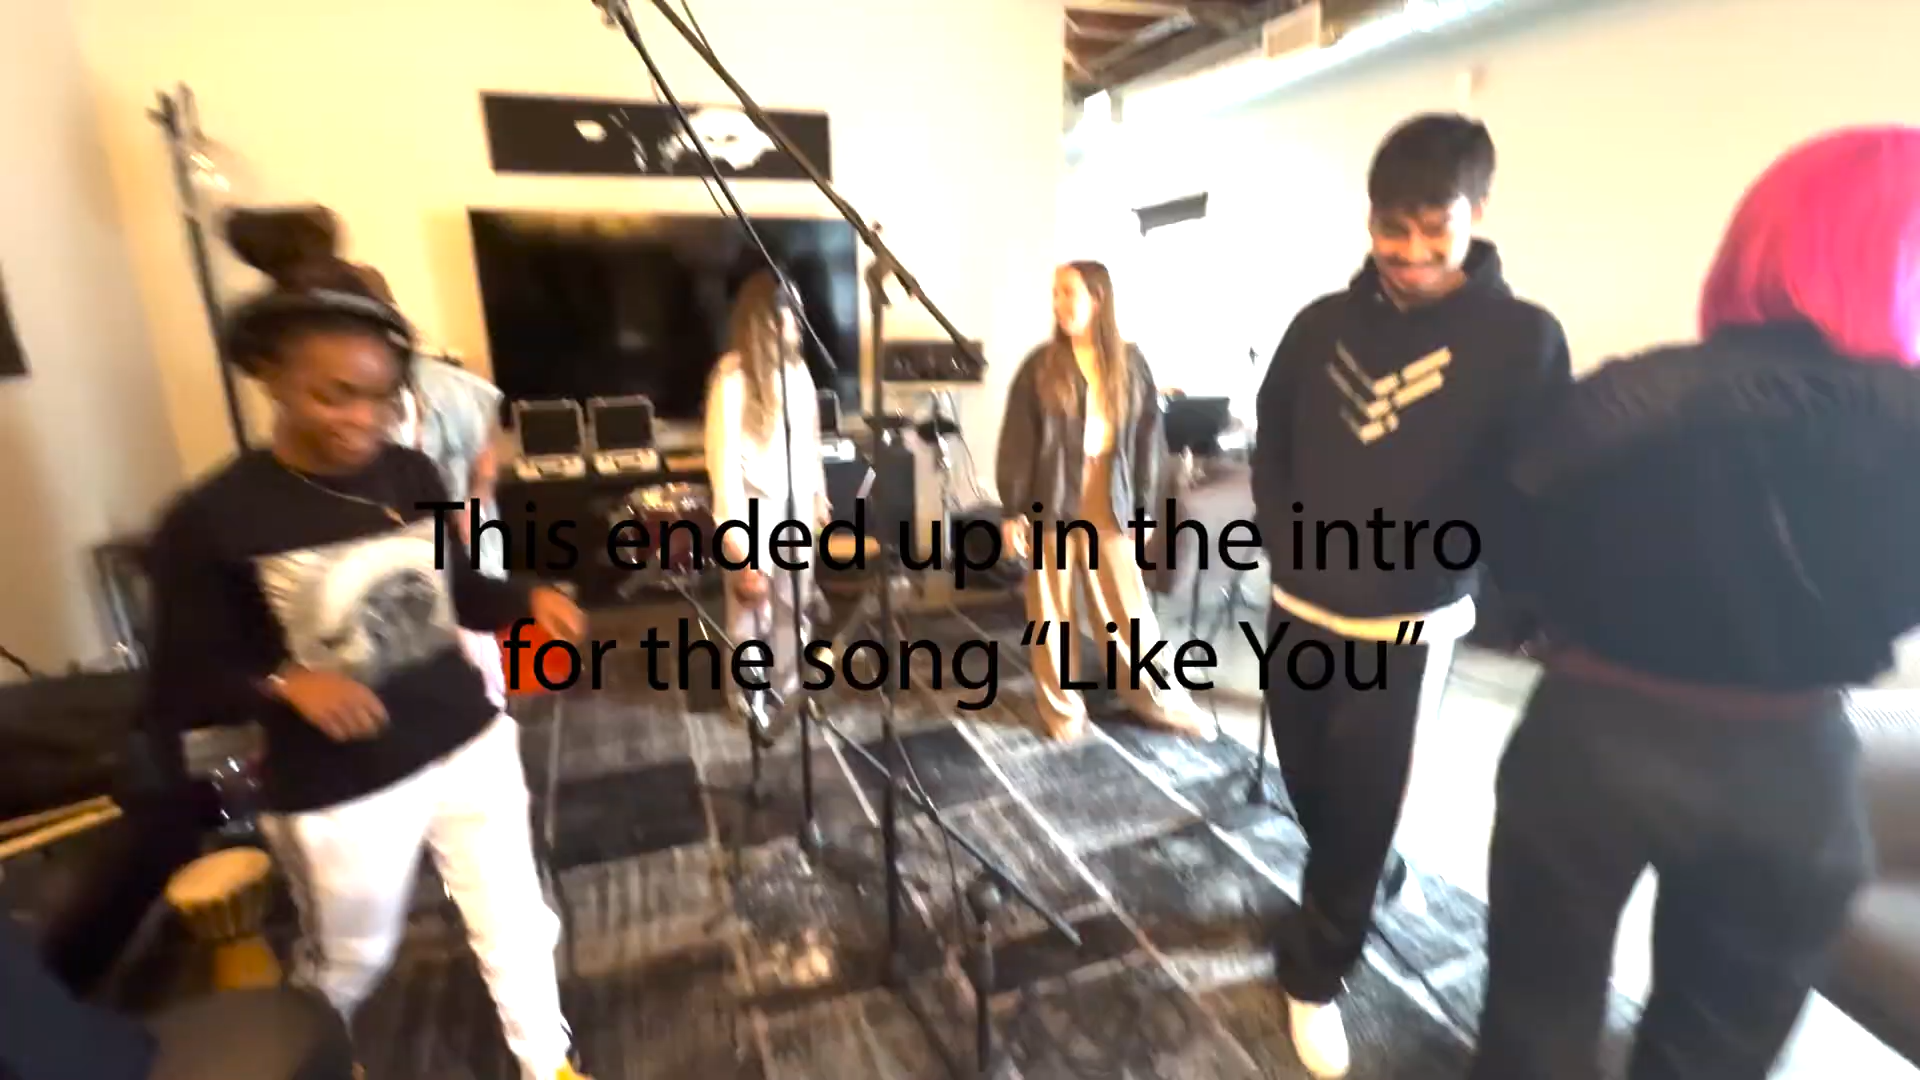 This ended up in the intro
for the song “Like You”